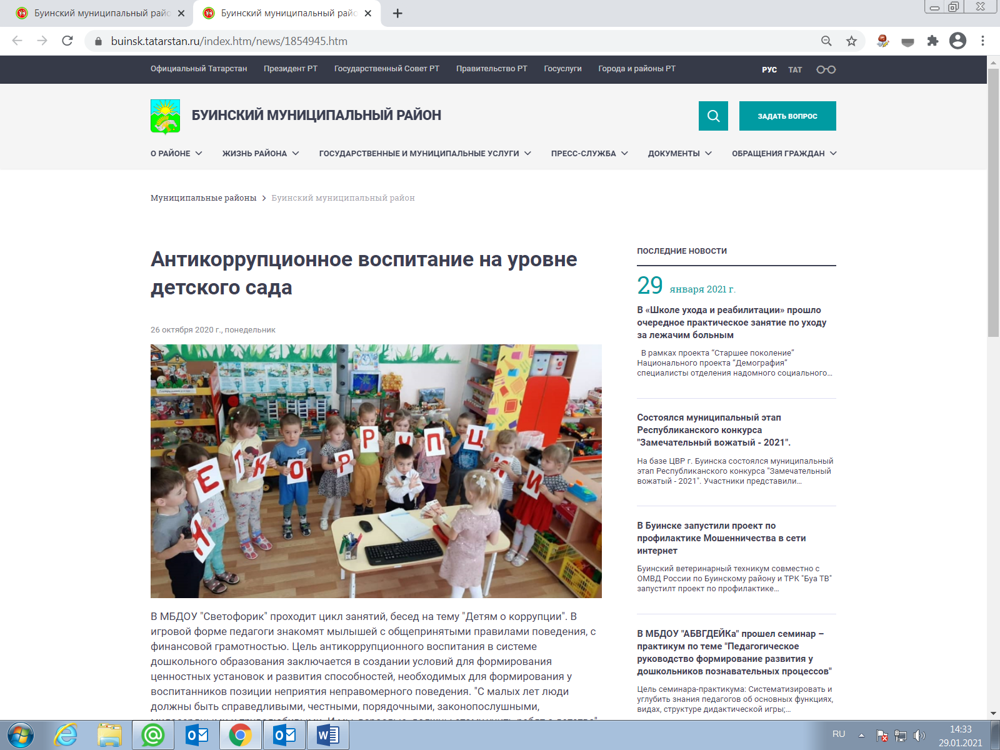 Буинский муниципальный райо
Буинский муниципальный райо
buinsk.tatarstan.ru/index.htm/news/1854945.htm
Официальный Татарстан
Президент РТ
Государственный Совет РТ
Правительство РТ
Госуслуги
Города и районы РТ
РУС
ТАТ
БУИНСКИЙ МУНИЦИПАЛЬНЫЙ РАЙОН
ЗАДАТЬ ВОПРОС
О РАЙОНЕ
ЖИЗНЬ РАЙОНА
ГОСУДАРСТВЕННЫЕ И МУНИЦИПАЛЬНЫЕ УСЛУГИ
ПРЕСС-СЛУЖБА
ДОКУМЕНТЫ
ОБРАЩЕНИЯ ГРАЖДАН
Муниципальные районы > Буинский муниципальный район
Антикоррупционное воспитание на уровне
детского сада
26 октября 2020 г., понедельник
Н Е Т К О Р Р У П Ц И И
В МБДОУ "Светофорик" проходит цикл занятий, бесед на тему "Детям о коррупции". В
игровой форме педагоги знакомят мылышей с общепринятыми правилами поведения, с
финансовой грамотностью. Цель антикоррупционного воспитания в системе
дошкольного образования заключается в создании условий для формирования
ценностных установок и развития способностей, необходимых для формирования у
воспитанников позиции неприятия неправомерного поведения. "С малых лет люди
должны быть справедливыми, честными, порядочными, законопослушными,
ПОСЛЕДНИЕ НОВОСТИ
29 января 2021 г.
В «Школе ухода и реабилитации» прошло
очередное практическое занятие по уходу
за лежачим больным
В рамках проекта “Старшее поколение”
Национального проекта “Демография”
специалисты отделения надомного социального...
Состоялся муниципальный этап
Республиканского конкурса
"Замечательный вожатый - 2021".
На базе ЦВР г. Буинска состоялся муниципальный
этап Республиканского конкурса "Замечательный
вожатый - 2021". Участники представили...
В Буинске запустили проект по
профилактике Мошенничества в сети
интернет
Буинский ветеринарный техникум совместно с
ОМВД России по Буинскому району и ТРК "Буа ТВ"
запустилт проект по профилактике...
В МБДОУ "АБВГДЕЙКа" прошел семинар –
практикум по теме "Педагогическое
руководство формирование развития у
дошкольников познавательных процессов"
Цель семинара-практикума: Систематизировать и
углубить знания педагогов об основных функциях,
видах, структуре дидактической игры;...
RU
14:33
29.01.2021